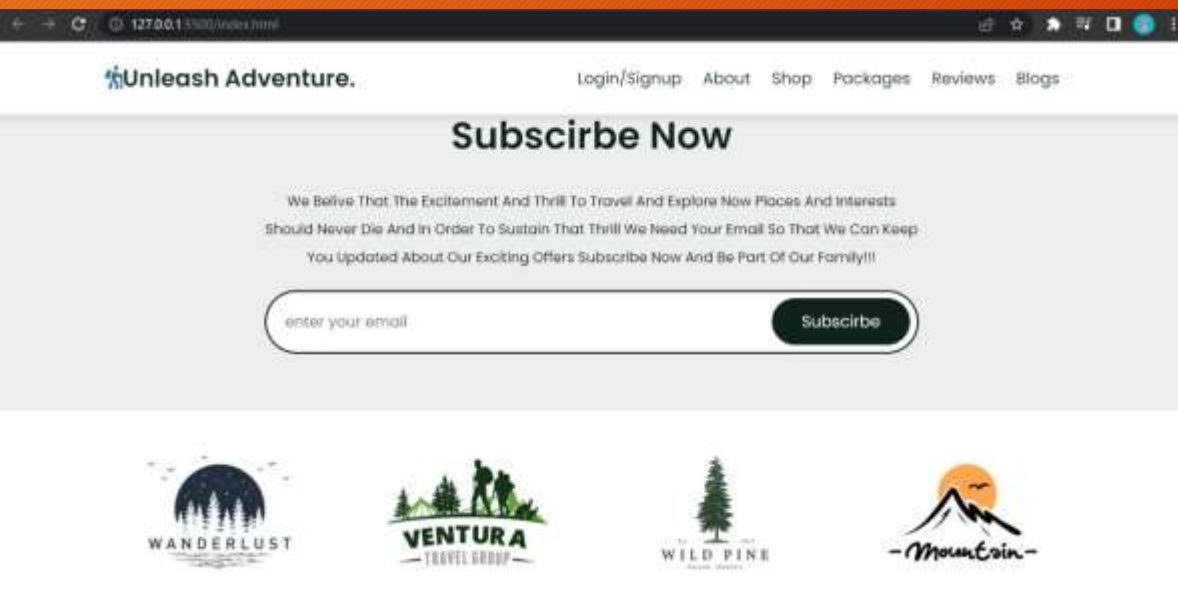 127.0.0.1:5500/index.html
Unleash Adventure.
Login/Signup About Shop Packages Reviews Blogs
Subscirbe Now
We Belive That The Excitement And Thrill To Travel And Explore Now Places And Interests
Should Never Die And In Order To Sustain That Thrill We Need Your Email So That We Can Keep
You Updated About Our Exciting Offers Subscribe Now And Be Part Of Our Family!!!
enter your email
Subscirbe
WANDERLUST
VENTURA
TRAVEL GROUP
WILD PINE
-Mountain-